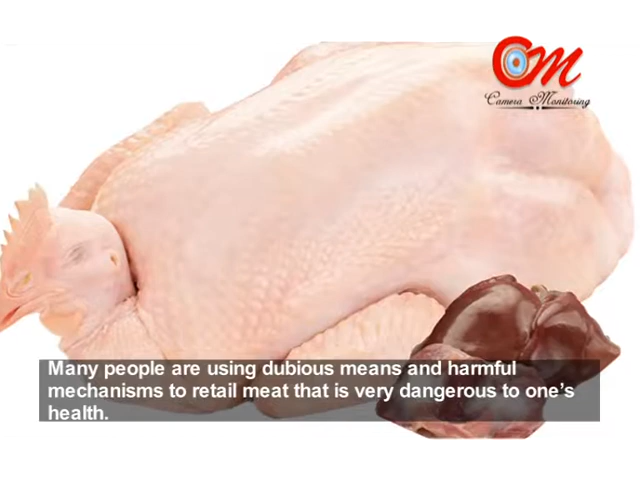 CM
Camera Monitoring
Many people are using dubious means and harmful
mechanisms to retail meat that is very dangerous to one’s
health.